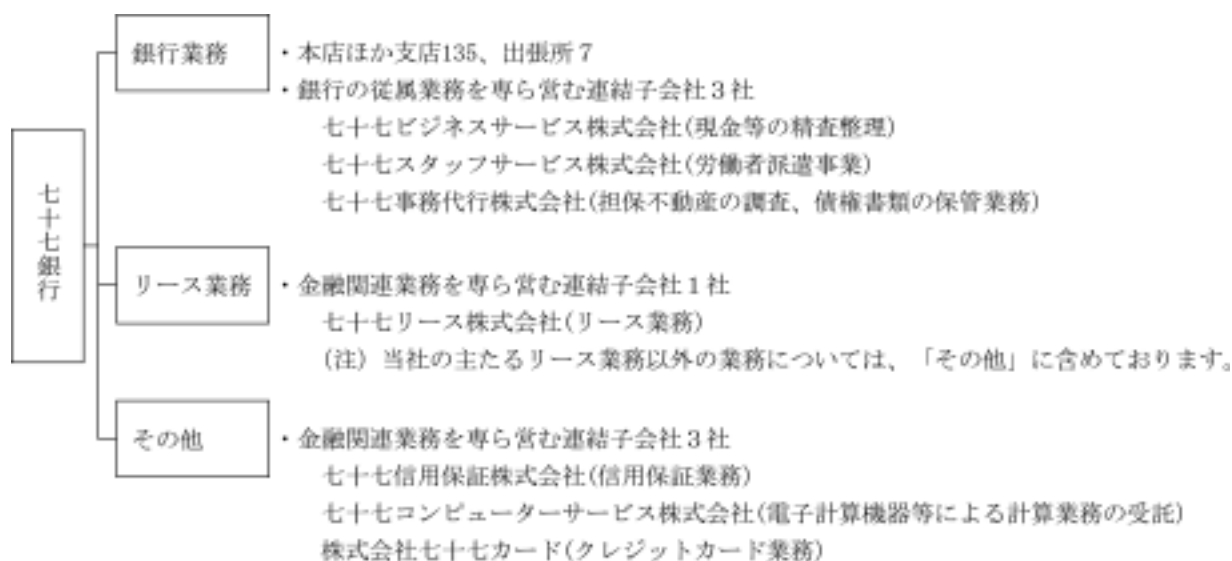 七十七銀行
銀行業務
・本店ほか支店135、出張所７
・銀行の従属業務を専ら営む連結子会社３社
七十七ビジネスサービス株式会社(現金等の精査整理)
七十七スタッフサービス株式会社(労働者派遣事業)
七十七事務代行株式会社(担保不動産の調査、債権書類の保管業務)
リース業務
・金融関連業務を専ら営む連結子会社１社
七十七リース株式会社(リース業務)
(注) 当社の主たるリース業務以外の業務については、「その他」に含めております。
その他
・金融関連業務を専ら営む連結子会社３社
七十七信用保証株式会社(信用保証業務)
七十七コンピューターサービス株式会社(電子計算機器等による計算業務の受託)
株式会社七十七カード(クレジットカード業務)